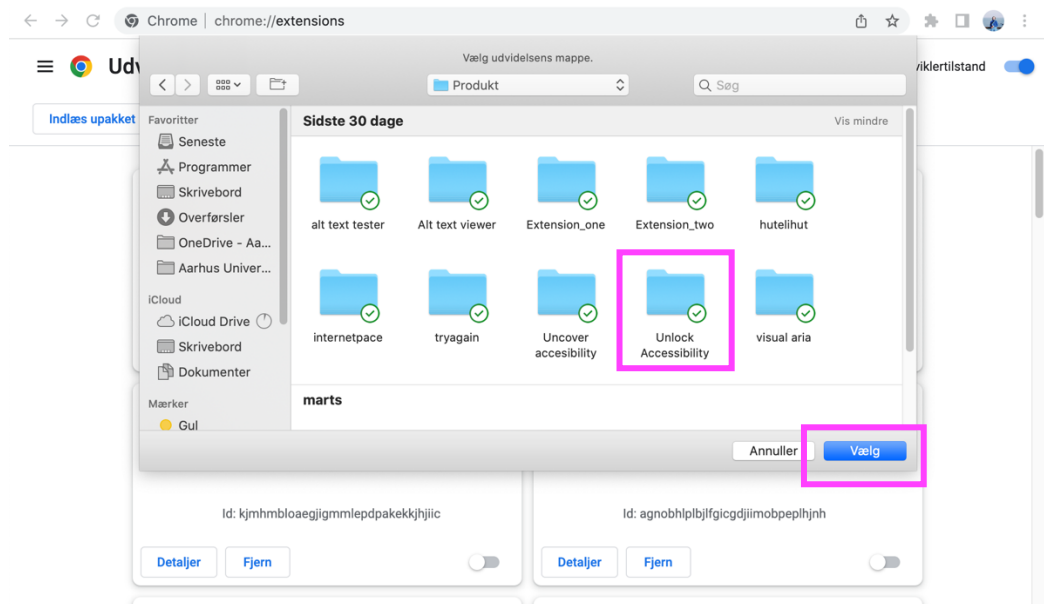 Chrome | chrome://extensions
Vælg udvidelsens mappe.
Udv
viklertilstand
Produkt
Søg
Indlæs upakket
Favoritter
Seneste
Programmer
Skrivebord
Overførsler
OneDrive - Aa...
Aarhus Univer...
iCloud
iCloud Drive
Skrivebord
Dokumenter
Mærker
Gul
Sidste 30 dage
Vis mindre
alt text tester
Alt text viewer
Extension_one
Extension_two
hutelihut
internetpace
tryagain
Uncover
accesibility
Unlock
Accessibility
visual aria
marts
Annuller
Vælg
Id: kjmhmbloaegjigmmlepdpakekkjhjiic
Id: agnobhlplbjlfgicgdjiimobpeplhjnh
Detaljer
Fjern
Detaljer
Fjern